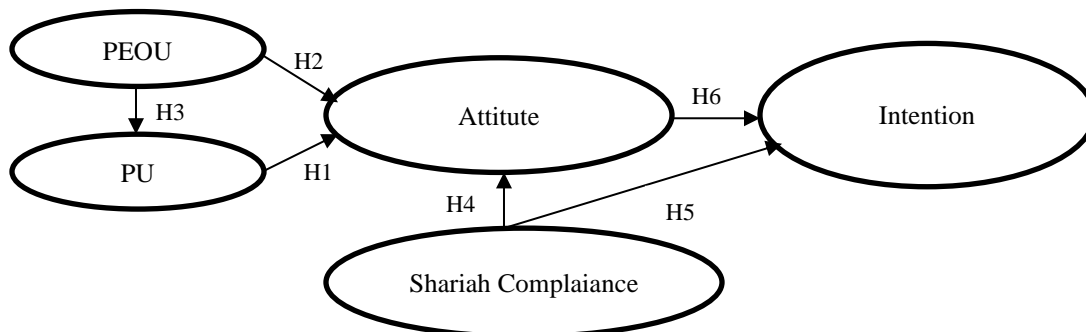 PEOU
H2
H3
Attitute
H6
Intention
PU
H1
H4
H5
Shariah Complaiance